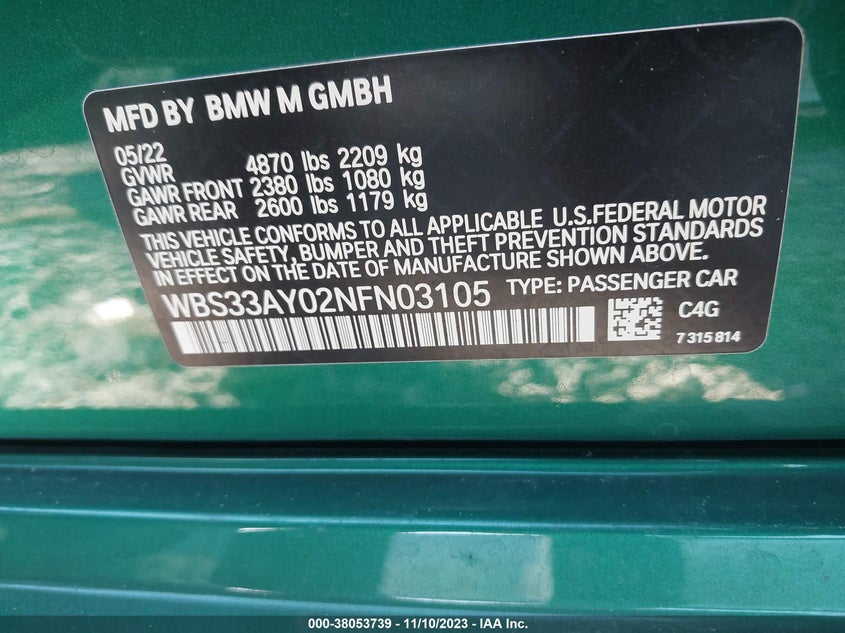 MFD BY BMW M GMBH
05/22
GVWR 4870 lbs 2209 kg
GAWR FRONT 2380 lbs 1080 kg
GAWR REAR 2600 lbs 1179 kg
THIS VEHICLE CONFORMS TO ALL APPLICABLE U.S.FEDERAL MOTOR
VEHICLE SAFETY, BUMPER AND THEFT PREVENTION STANDARDS
IN EFFECT ON THE DATE OF MANUFACTURE SHOWN ABOVE.
WBS33AY02NFN03105 TYPE: PASSENGER CAR
C4G
7 315 814
000-38053739 - 11/10/2023 - IAA Inc.